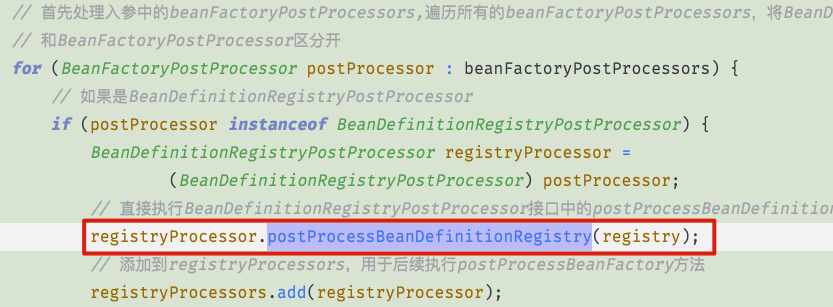 // 首先处理入参中的beanFactoryPostProcessors,遍历所有的beanFactoryPostProcessors，将BeanD
// 和BeanFactoryPostProcessor区分开
for (BeanFactoryPostProcessor postProcessor : beanFactoryPostProcessors) {
// 如果是BeanDefinitionRegistryPostProcessor
if (postProcessor instanceof BeanDefinitionRegistryPostProcessor) {
BeanDefinitionRegistryPostProcessor registryProcessor =
(BeanDefinitionRegistryPostProcessor) postProcessor;
// 直接执行BeanDefinitionRegistryPostProcessor接口中的postProcessBeanDefinition
registryProcessor.postProcessBeanDefinitionRegistry(registry);
// 添加到registryProcessors，用于后续执行postProcessBeanFactory方法
registryProcessors.add(registryProcessor);